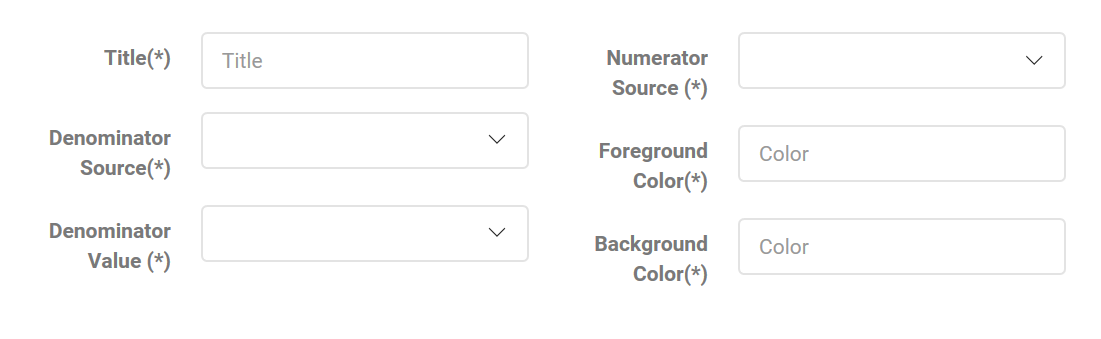 Title(*)
Title
Denominator
Source(*)
Denominator
Value (*)
Numerator
Source (*)
Foreground
Color(*)
Color
Background
Color(*)
Color